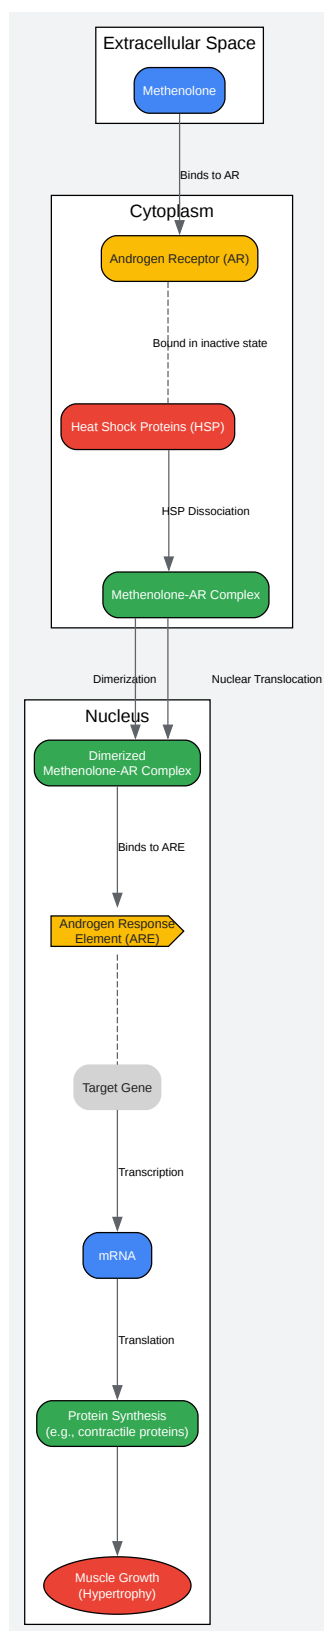 Extracellular Space
Methenolone
Binds to AR
Cytoplasm
Androgen Receptor (AR)
Bound in inactive state
Heat Shock Proteins (HSP)
HSP Dissociation
Methenolone-AR Complex
Dimerization
Nuclear Translocation
Nucleus
Dimerized
Methenolone-AR Complex
Binds to ARE
Androgen Response
Element (ARE)
Target Gene
Transcription
mRNA
Translation
Protein Synthesis
(e.g., contractile proteins)
Muscle Growth
(Hypertrophy)